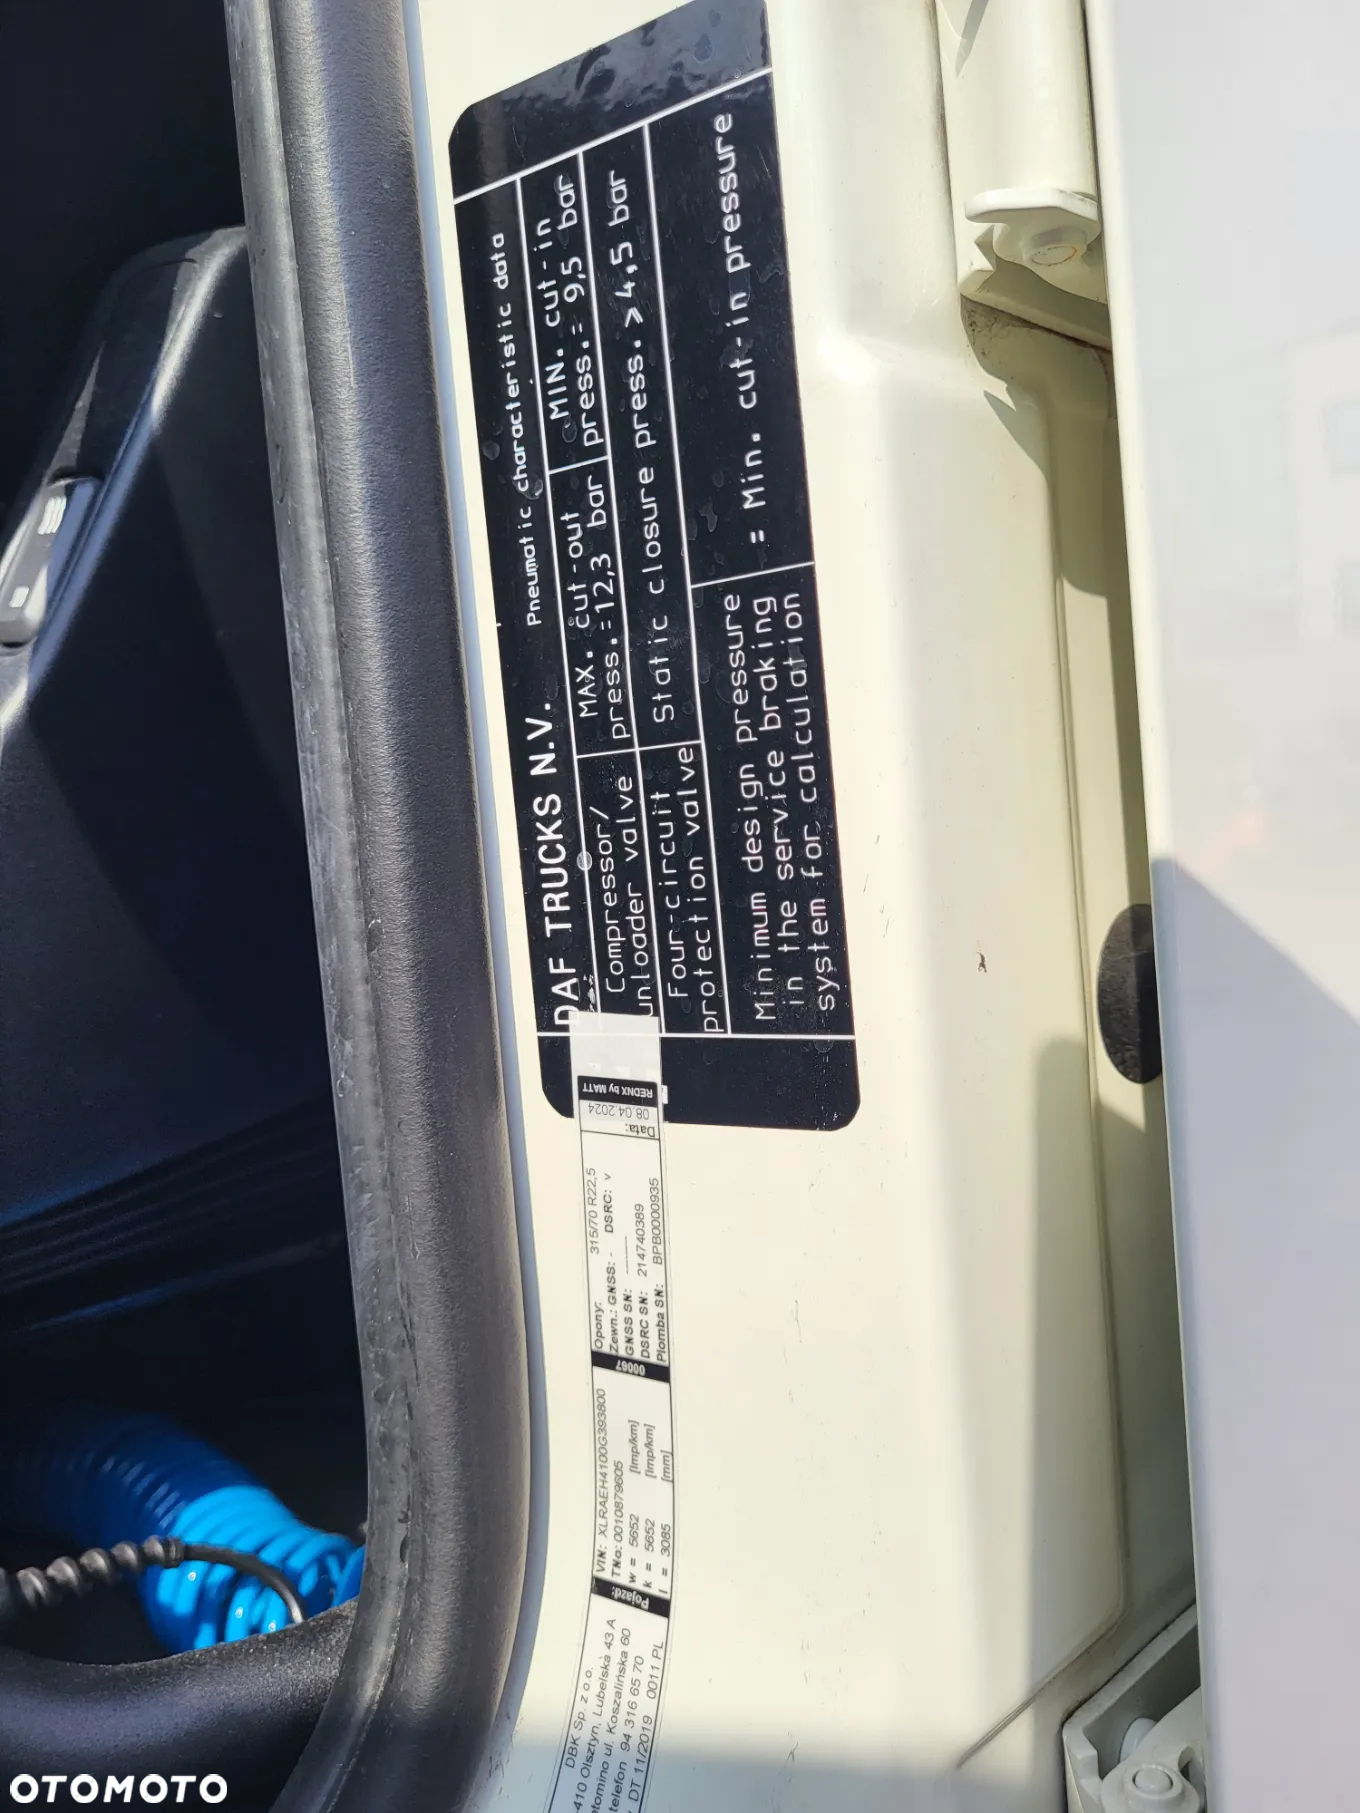 DAF TRUCKS N.V. Pneumatic characteristic data
Compressor/
unloader valve
MAX. cut-out
press.=12,3 bar
MIN. cut-in
press.= 9,5 bar
Four-circuit
protection valve
Static closure press. ≥ 4,5 bar
Minimum design pressure
in the service braking
system for calculation
= Min. cut-in pressure
DBK Sp. z o.o.
-410 Olsztyn, Lubelska 43 A
ul. Koszalińska 60
telefon 94 316 65 70
DT 11/2019 0011 PL
Pojazd:
VIN: XLRAEH4100G393800
TNo: 0010879605
w = 5652 [Imp/km]
k = 5652 [Imp/km]
l = 3085 [mm]
00067
Opony: 315/70 R22,5
Zewn.: GNSS: - DSRC: v
GNSS SN: ------
DSRC SN: 214740389
Plomba SN: BPB0000935
Data:
08.04.2024
REDNX by MATT
OTOMOTO